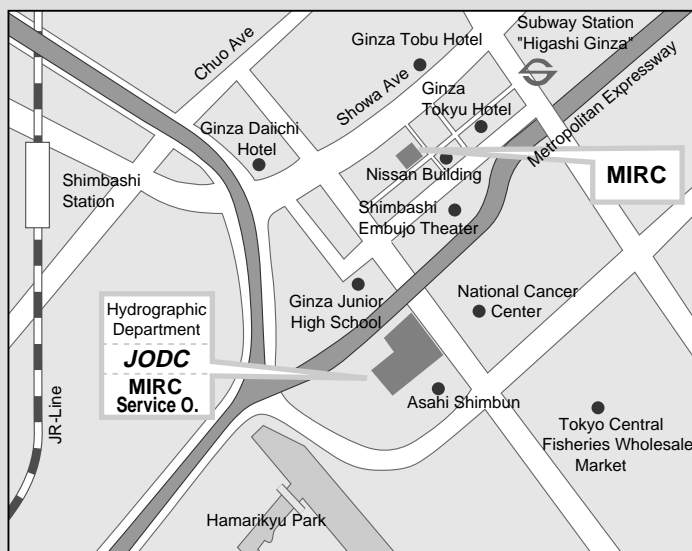 Subway Station
"Higashi Ginza"
Chuo Ave
Ginza Tobu Hotel
Showa Ave
Ginza
Tokyu Hotel
Metropolitan Expressway
Ginza Daiichi
Hotel
Nissan Building
MIRC
Shimbashi
Station
Shimbashi
Embujo Theater
Hydrographic
Department
JODC
MIRC
Service O.
Ginza Junior
High School
National Cancer
Center
Asahi Shimbun
JR-Line
Tokyo Central
Fisheries Wholesale
Market
Hamarikyu Park